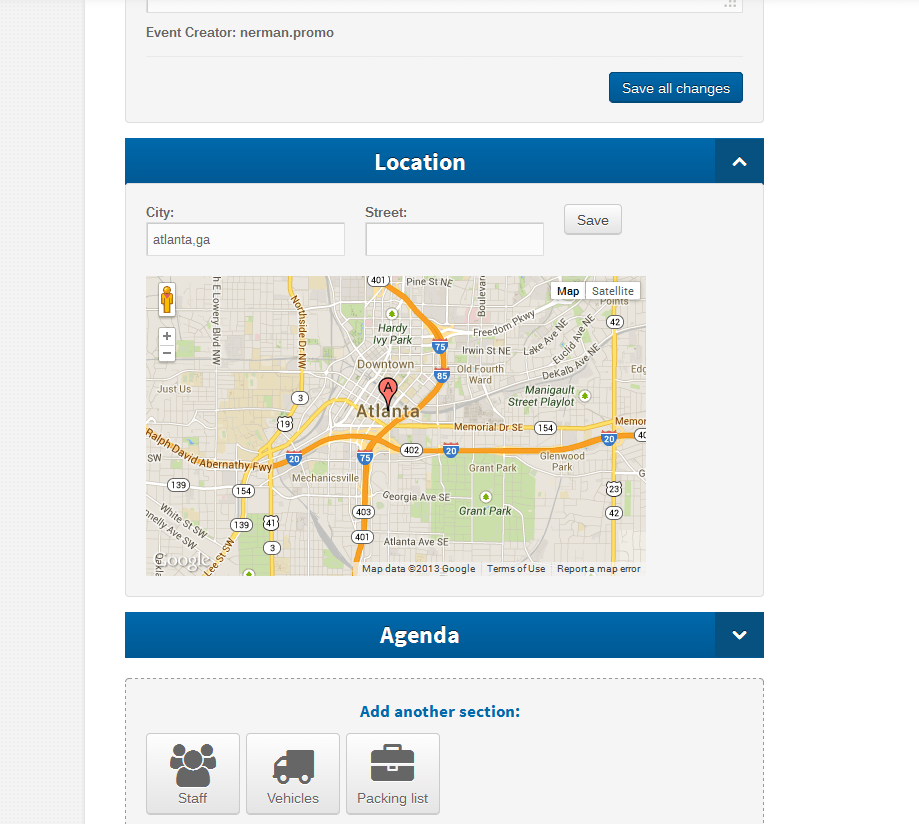 Event Creator: nerman.promo
Save all changes
Location
City:
Street:
atlanta,ga
Save
Map
Satellite
401
Pine St NE
Boulevard
Points
42
H E Lowery Blvd NW
Northside Dr NW
Hardy
Ivy Park
Freedom Pkwy
75
Irwin St NE
Lake Ave NE
Euclid Ave NE
Downtown
85
Old Fourth
Ward
DeKalb Ave NE
Just Us
A
Manigault
Street Playlot
3
Atlanta
19
Memorial Dr SE
154
Memor
Ralph David Abernathy Fwy
SW
20
75
402
20
20
Grant Park
Glenwood
Park
Mechanicsville
139
154
Georgia Ave SE
23
Grant Park
403
42
White St SW
139
41
401
Atlanta Ave SE
3
Lee St SW
Google
Map data ©2013 Google
Terms of Use
Report a map error
Agenda
Add another section:
Staff
Vehicles
Packing list